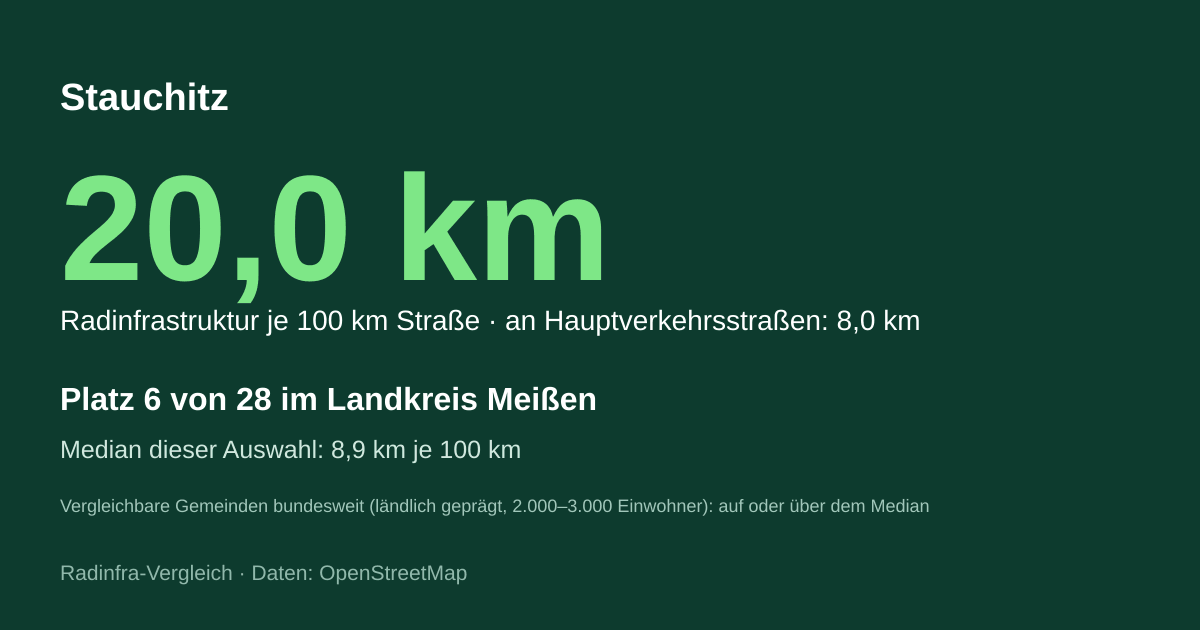 Stauchitz
20,0 km
Radinfrastruktur je 100 km Straße · an Hauptverkehrsstraßen: 8,0 km
Platz 6 von 28 im Landkreis Meißen
Median dieser Auswahl: 8,9 km je 100 km
Vergleichbare Gemeinden bundesweit (ländlich geprägt, 2.000–3.000 Einwohner): auf oder über dem Median
Radinfra-Vergleich · Daten: OpenStreetMap